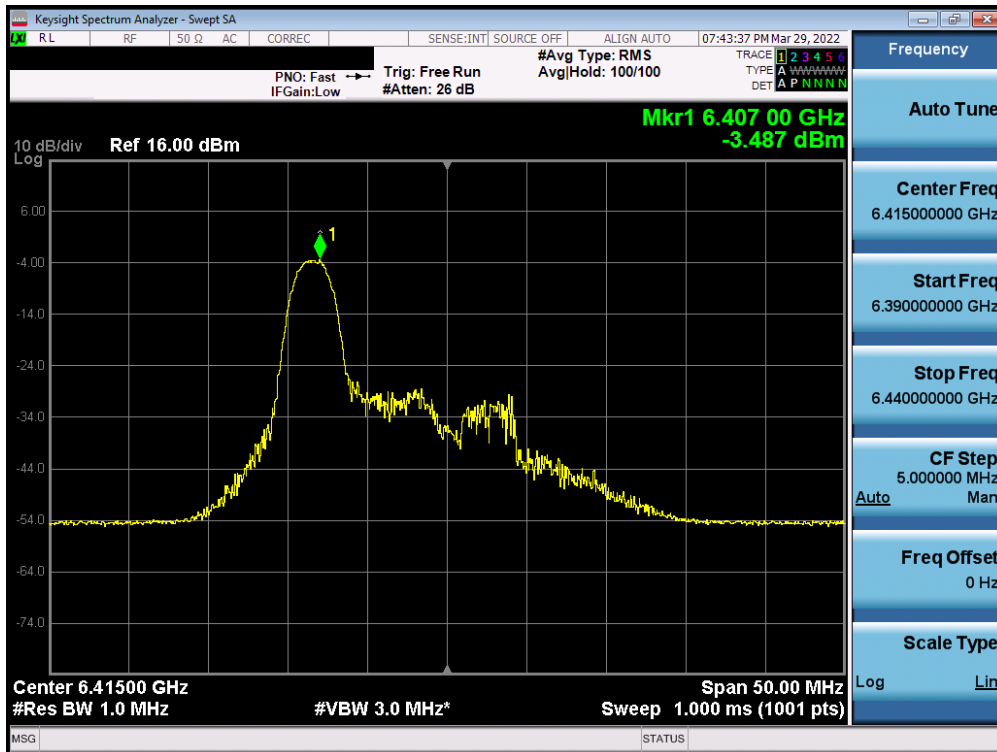 Keysight Spectrum Analyzer - Swept SA
LXI RL RF 50 Ω AC CORREC SENSE:INT SOURCE OFF ALIGN AUTO 07:43:37 PM Mar 29, 2022
Frequency
#Avg Type: RMS TRACE 1 2 3 4 5 6
PNO: Fast Trig: Free Run Avg|Hold: 100/100 TYPE A WWWWW
IFGain:Low #Atten: 26 dB DET A P N N N N
Auto Tune
Mkr1 6.407 00 GHz
-3.487 dBm
10 dB/div Ref 16.00 dBm
Log
1
6.00
-4.00
-14.0
-24.0
-34.0
-44.0
-54.0
-64.0
-74.0
Center 6.41500 GHz Span 50.00 MHz
#Res BW 1.0 MHz #VBW 3.0 MHz* Sweep 1.000 ms (1001 pts)
MSG STATUS
Center Freq
6.415000000 GHz
Start Freq
6.390000000 GHz
Stop Freq
6.440000000 GHz
CF Step
5.000000 MHz
Auto Man
Freq Offset
0 Hz
Scale Type
Log Lin